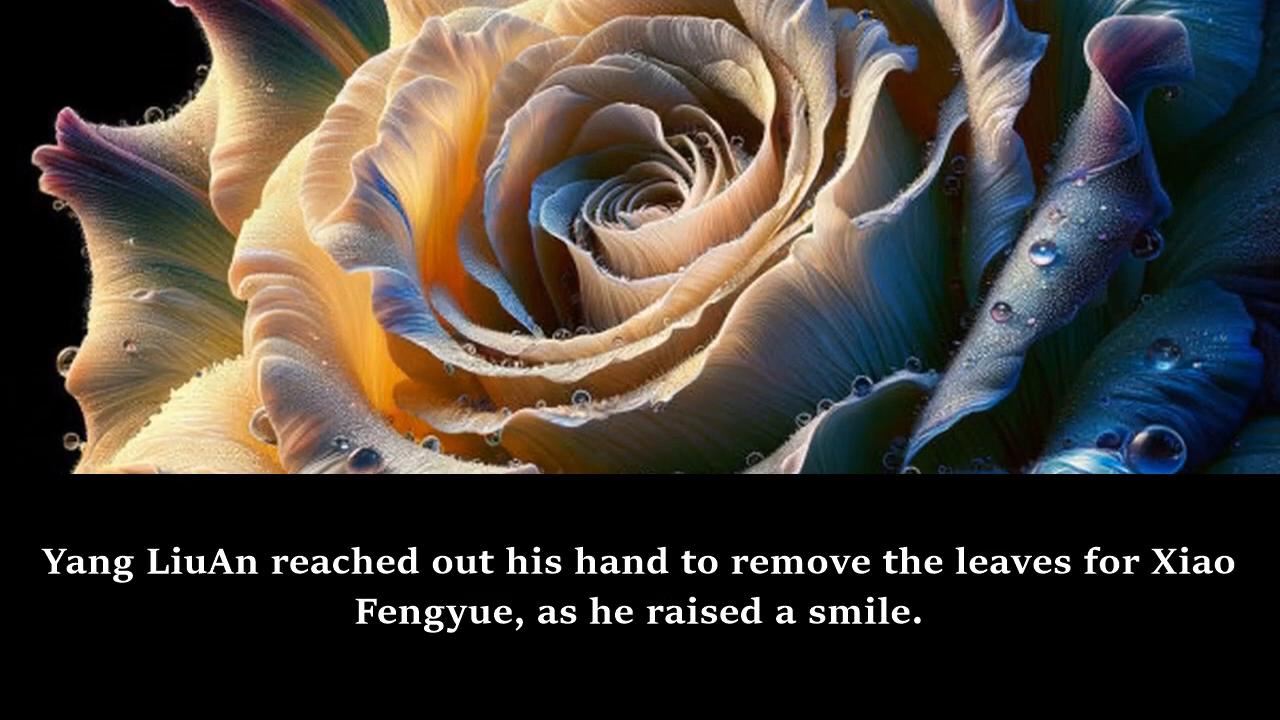 Yang LiuAn reached out his hand to remove the leaves for Xiao
Fengyue, as he raised a smile.